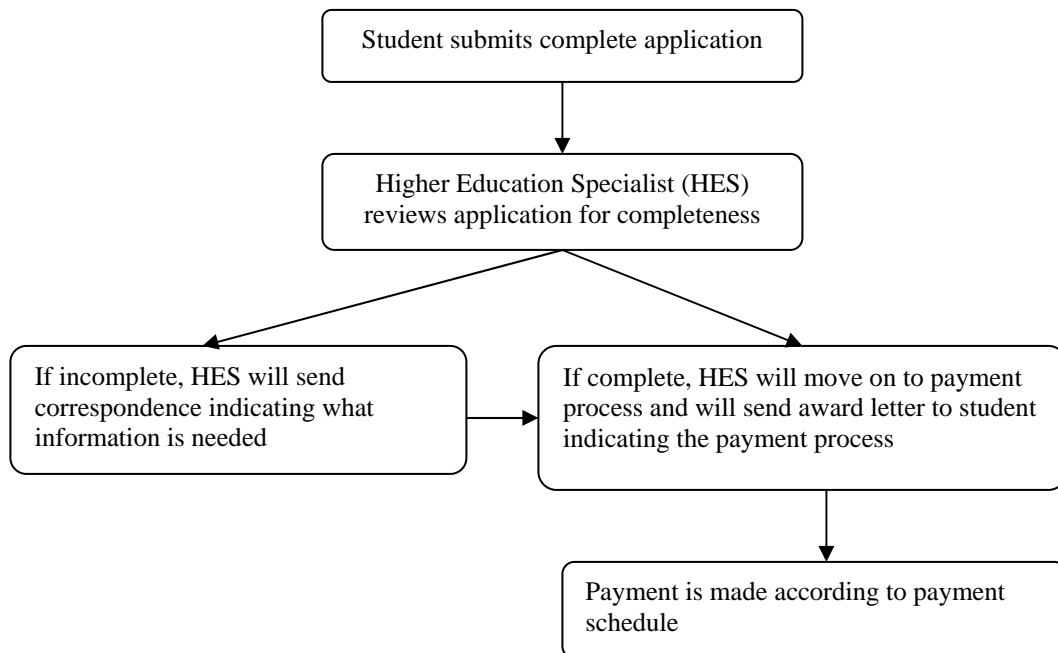 Student submits complete application
Higher Education Specialist (HES)
reviews application for completeness
If incomplete, HES will send
correspondence indicating what
information is needed
If complete, HES will move on to payment
process and will send award letter to student
indicating the payment process
Payment is made according to payment
schedule